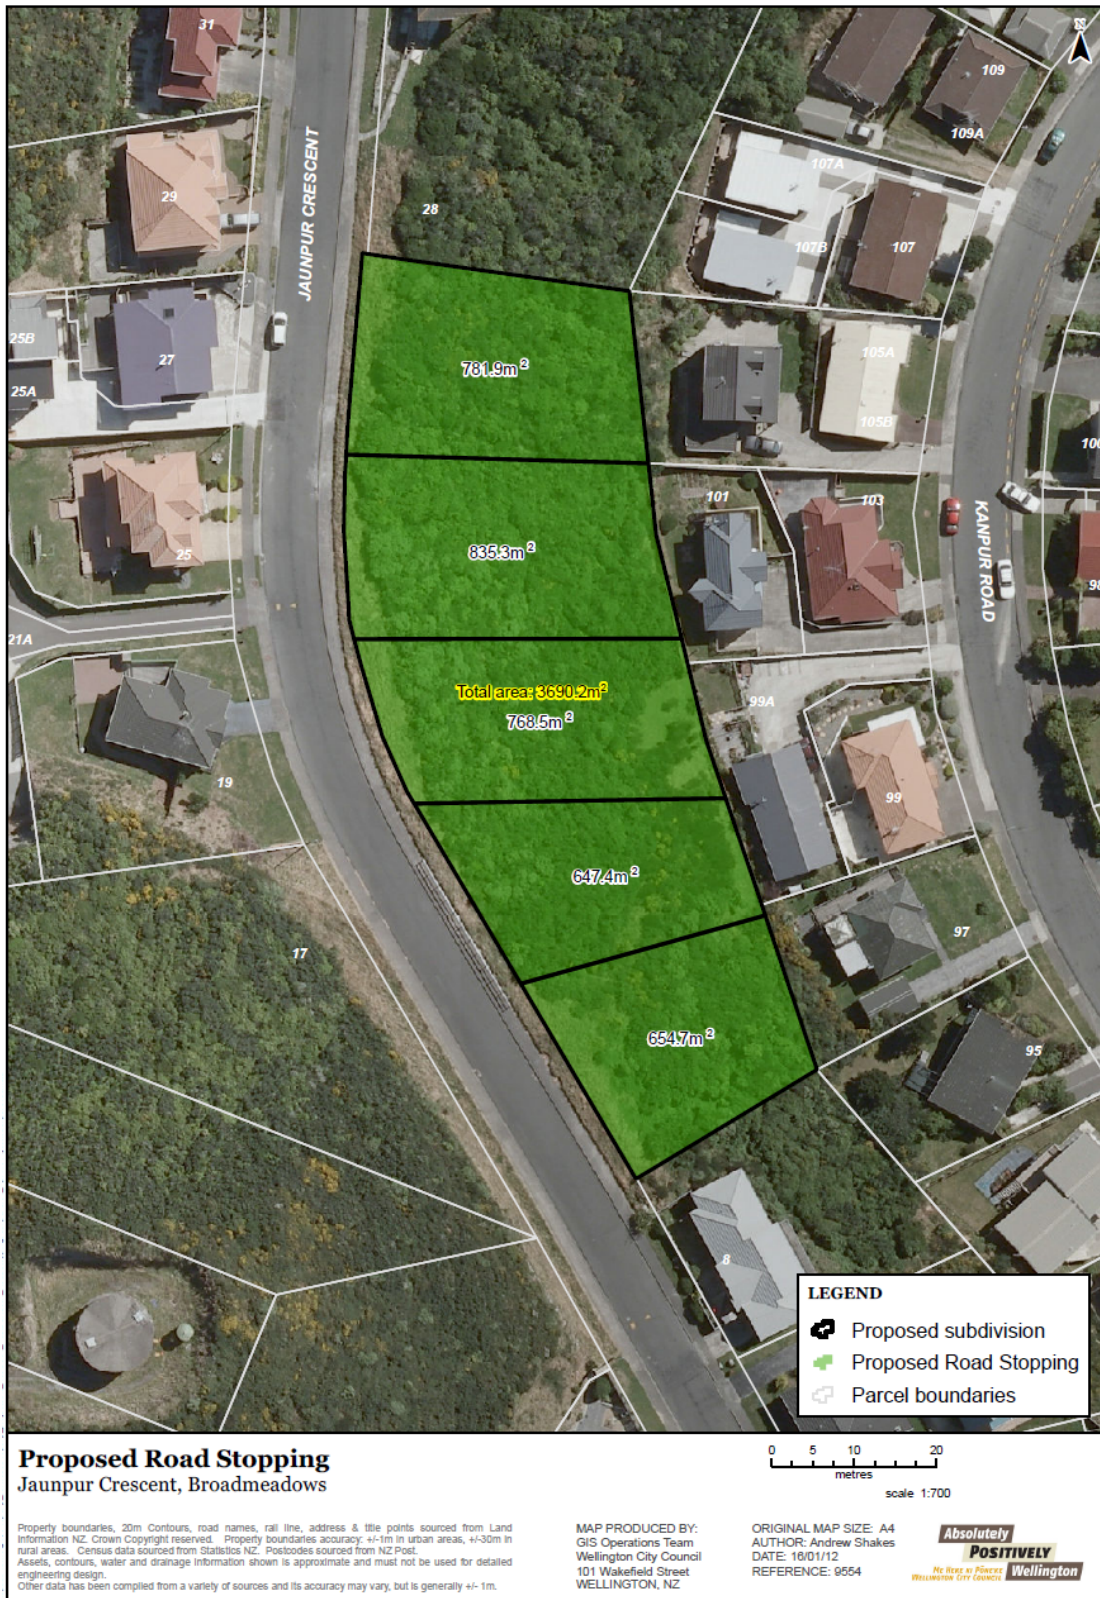 31
109
109A
JAUNPUR CRESCENT
107A
29
28
107B
107
25B
27
781.9m²
105A
25A
105B
100
101
103
835.3m²
25
KANPUR ROAD
98
21A
Total area: 3690.2m²
99A
768.5m²
19
99
647.4m²
97
17
654.7m²
95
8
LEGEND
Proposed subdivision
Proposed Road Stopping
Parcel boundaries
Proposed Road Stopping
Jaunpur Crescent, Broadmeadows
0 5 10 20
metres
scale 1:700
Property boundaries, 20m Contours, road names, rail line, address & title points sourced from Land
Information NZ. Crown Copyright reserved. Property boundaries accuracy: +/-1m in urban areas, +/-30m in
rural areas. Census data sourced from Statistics NZ. Postcodes sourced from NZ Post.
Assets, contours, water and drainage information shown is approximate and must not be used for detailed
engineering design.
Other data has been compiled from a variety of sources and its accuracy may vary, but is generally +/- 1m.
MAP PRODUCED BY:
GIS Operations Team
Wellington City Council
101 Wakefield Street
WELLINGTON, NZ
ORIGINAL MAP SIZE: A4
AUTHOR: Andrew Shakes
DATE: 16/01/12
REFERENCE: 9554
Absolutely
POSITIVELY
Wellington
ME HEKE KI PŌNEKE
WELLINGTON CITY COUNCIL